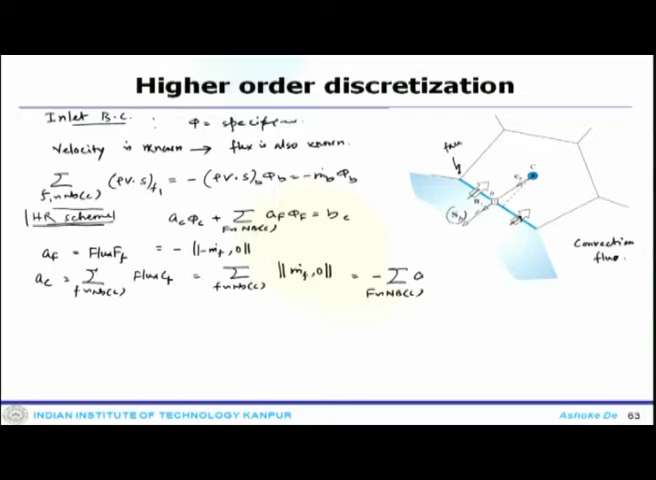 Higher order discretization
Inlet B.C. : Φ =
Velocity is known → flux is also known.
∑ f~nb(c) (ρv.s)f = - (ρv.s)b Φb = -ṁb Φb
HR scheme aC ΦC + ∑ F~NB(C) aF ΦF = bC
aF = FluxFf = - ||-ṁf, 0||
aC = ∑ f~nb(c) FluxCf = ∑ f~nb(c) ||ṁf, 0|| = - ∑ F~NB(C) a
face
C
Convection
flux.
INDIAN INSTITUTE OF TECHNOLOGY KANPUR
Ashoke De 63